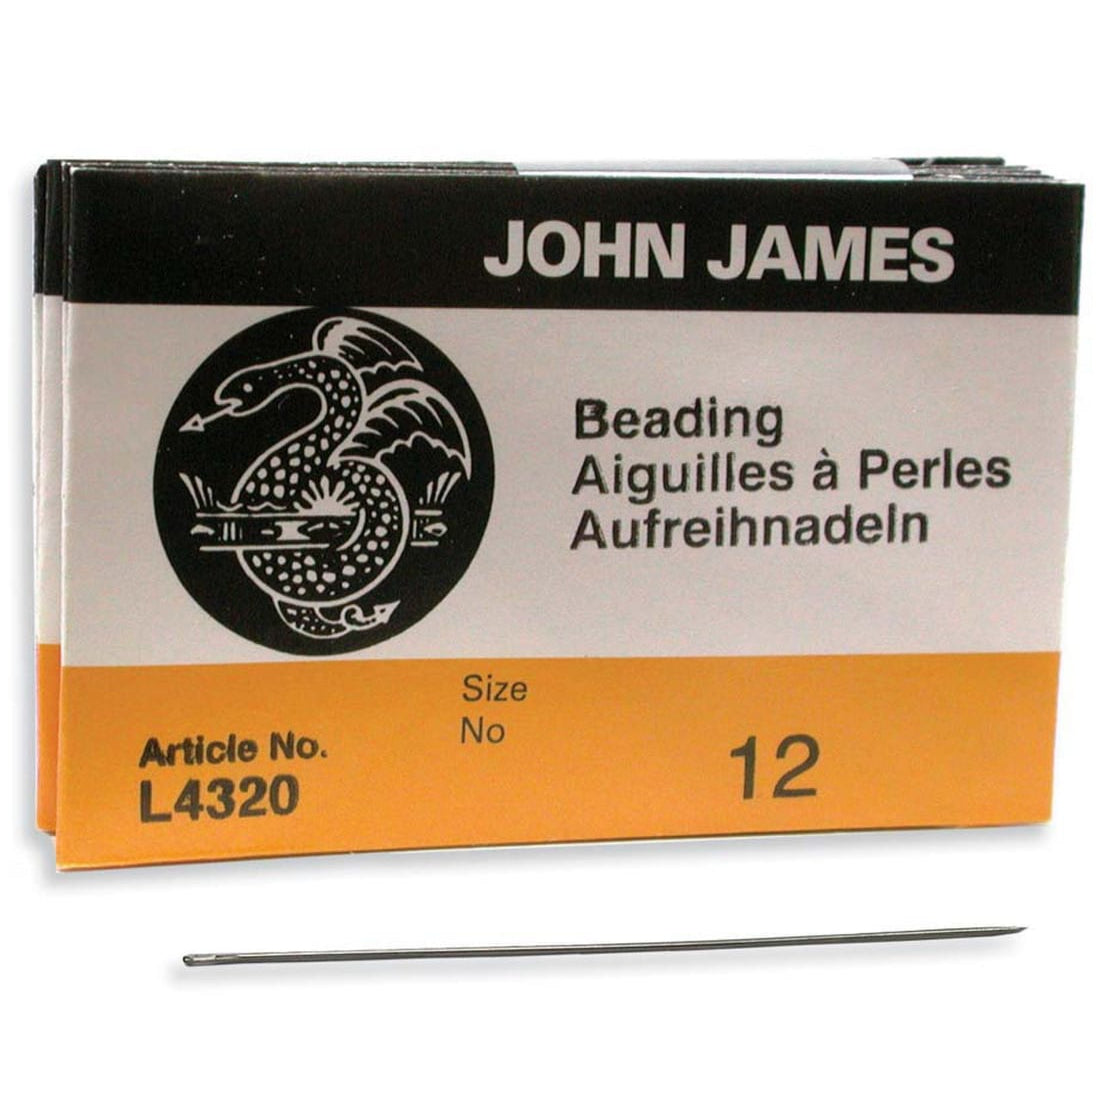 JOHN JAMES
Beading
Aiguilles à Perles
Aufreihnadeln
Size
No
12
Article No.
L4320